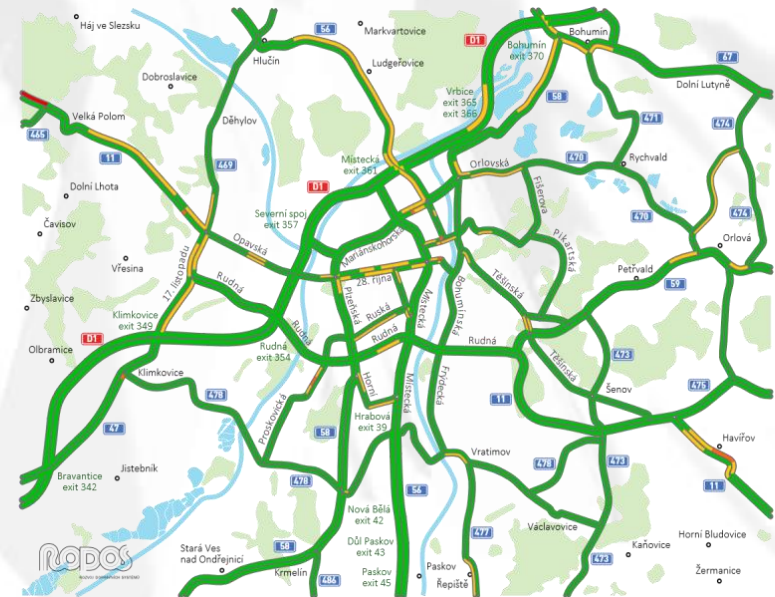 Háj ve Slezsku
56
Markvartovice
D1
Bohumín
exit 370
Bohumín
Hlučín
Ludgeřovice
67
Dobroslavice
Vrbice
exit 365
exit 366
58
Dolní Lutyně
Velká Polom
465
Děhylov
471
474
11
Místecká
exit 361
Orlovská
470
Rychvald
469
D1
Dolní Lhota
Fišerova
Severní spoj
exit 357
470
474
Čavisov
Opavská
Mariánskohorská
Pikartská
Orlová
17. listopadu
Vřesina
28. října
Petřvald
Rudná
Plzeňská
Bohumínská
Těšínská
59
Zbyslavice
Klimkovice
exit 349
Ruská
Místecká
D1
Rudná
Rudná
Rudná
Olbramice
Rudná
exit 354
Těšínská
473
Klimkovice
Horní
Místecká
Frýdecká
Šenov
475
478
Proskovická
11
47
Hrabová
exit 39
58
Havířov
Vratimov
473
Bravantice
exit 342
Jistebník
478
478
56
11
Nová Bělá
exit 42
Václavovice
477
Důl Paskov
exit 43
Horní Bludovice
58
Kaňovice
Stará Ves
nad Ondřejnicí
473
RODOS
Krmelín
486
Paskov
exit 45
Paskov
Řepiště
Žermanice